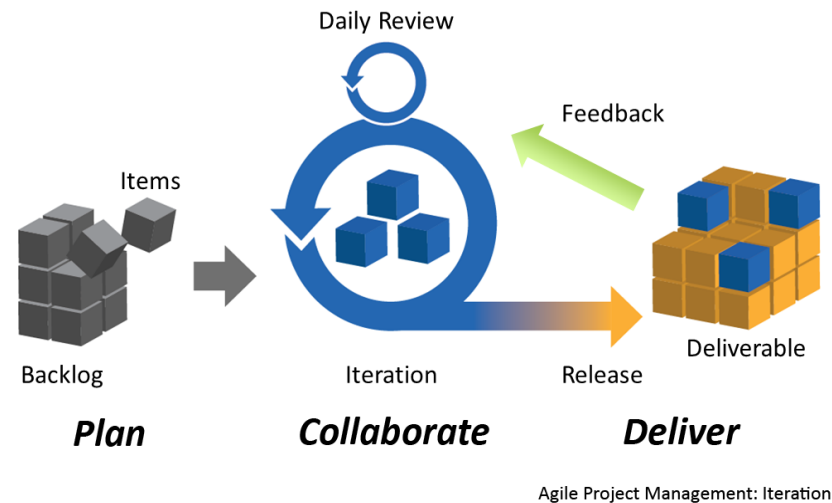 Daily Review
Feedback
Items
Backlog
Iteration
Release
Deliverable
Plan
Collaborate
Deliver
Agile Project Management: Iteration